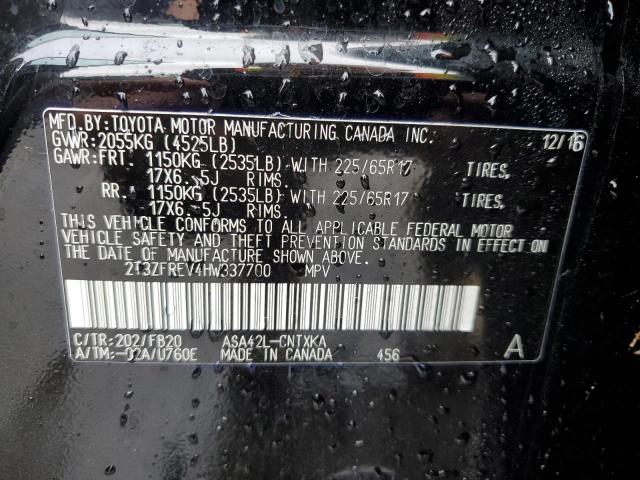 MFD. BY: TOYOTA MOTOR MANUFACTURING CANADA INC. 12/16
GVWR: 2055KG (4525LB)
GAWR: FRT. 1150KG (2535LB) WITH 225/65R17 TIRES,
17X6.5J RIMS.
RR. 1150KG (2535LB) WITH 225/65R17 TIRES,
17X6.5J RIMS.
THIS VEHICLE CONFORMS TO ALL APPLICABLE FEDERAL MOTOR
VEHICLE SAFETY AND THEFT PREVENTION STANDARDS IN EFFECT ON
THE DATE OF MANUFACTURE SHOWN ABOVE.
2T3ZFREV4HW337700 MPV
C/TR: 202/FB20 ASA42L-CNTXKA
A/TM: -02A/U760E MADE IN CANADA 456 A